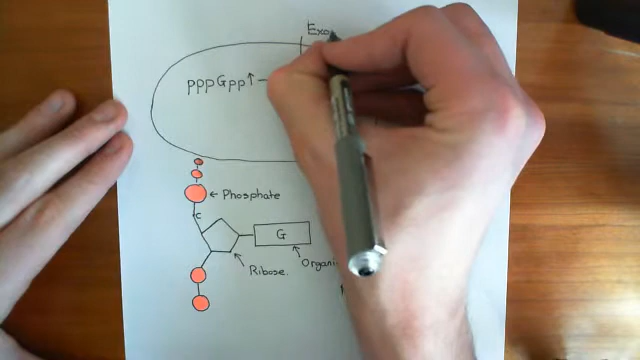 Exo
pppGpp↑
← Phosphate
C
G
Organi
Ribose.